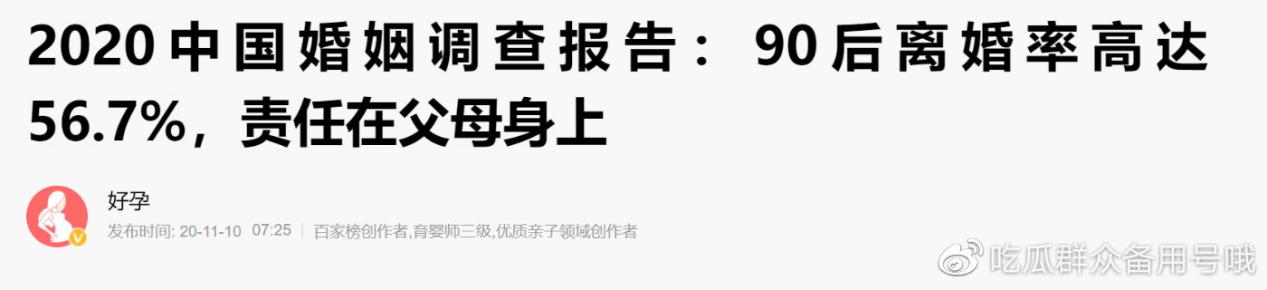 2020中国婚姻调查报告：90后离婚率高达
56.7%，责任在父母身上
好孕
发布时间: 20-11-10 07:25 | 百家榜创作者,育婴师三级,优质亲子领域创作者
吃瓜群众备用号哦